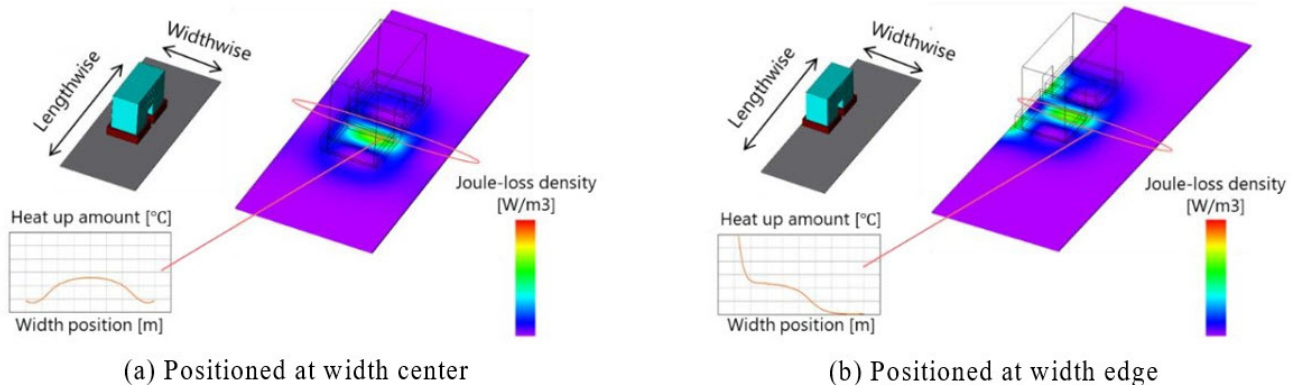 Widthwise
Lengthwise
Joule-loss density
[W/m3]
Heat up amount [°C]
Width position [m]
(a) Positioned at width center
Widthwise
Lengthwise
Joule-loss density
[W/m3]
Heat up amount [°C]
Width position [m]
(b) Positioned at width edge